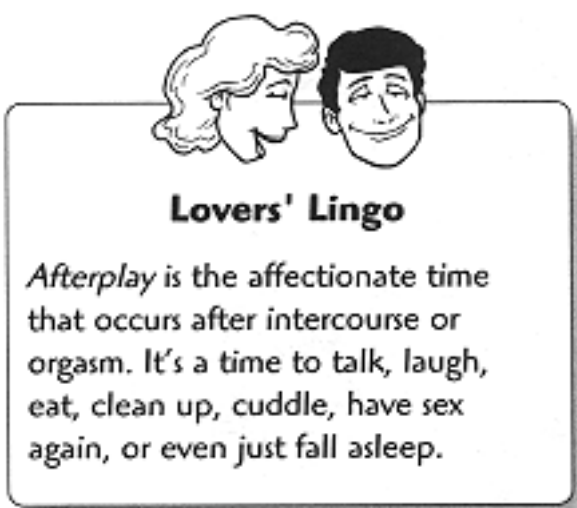 Lovers' Lingo
Afterplay is the affectionate time
that occurs after intercourse or
orgasm. It's a time to talk, laugh,
eat, clean up, cuddle, have sex
again, or even just fall asleep.